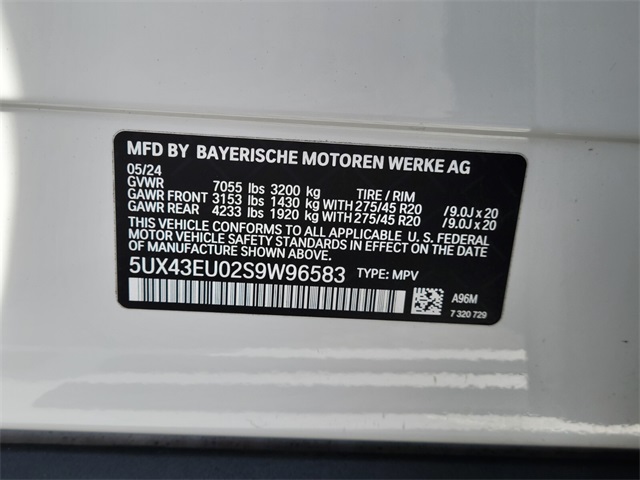 MFD BY BAYERISCHE MOTOREN WERKE AG
05/24
GVWR 7055 lbs 3200 kg TIRE / RIM
GAWR FRONT 3153 lbs 1430 kg WITH 275/45 R20 /9.0J x 20
GAWR REAR 4233 lbs 1920 kg WITH 275/45 R20 /9.0J x 20
THIS VEHICLE CONFORMS TO ALL APPLICABLE U. S. FEDERAL
MOTOR VEHICLE SAFETY STANDARDS IN EFFECT ON THE DATE
OF MANUFACTURE SHOWN ABOVE.
5UX43EU02S9W96583 TYPE: MPV
A96M
7 320 729